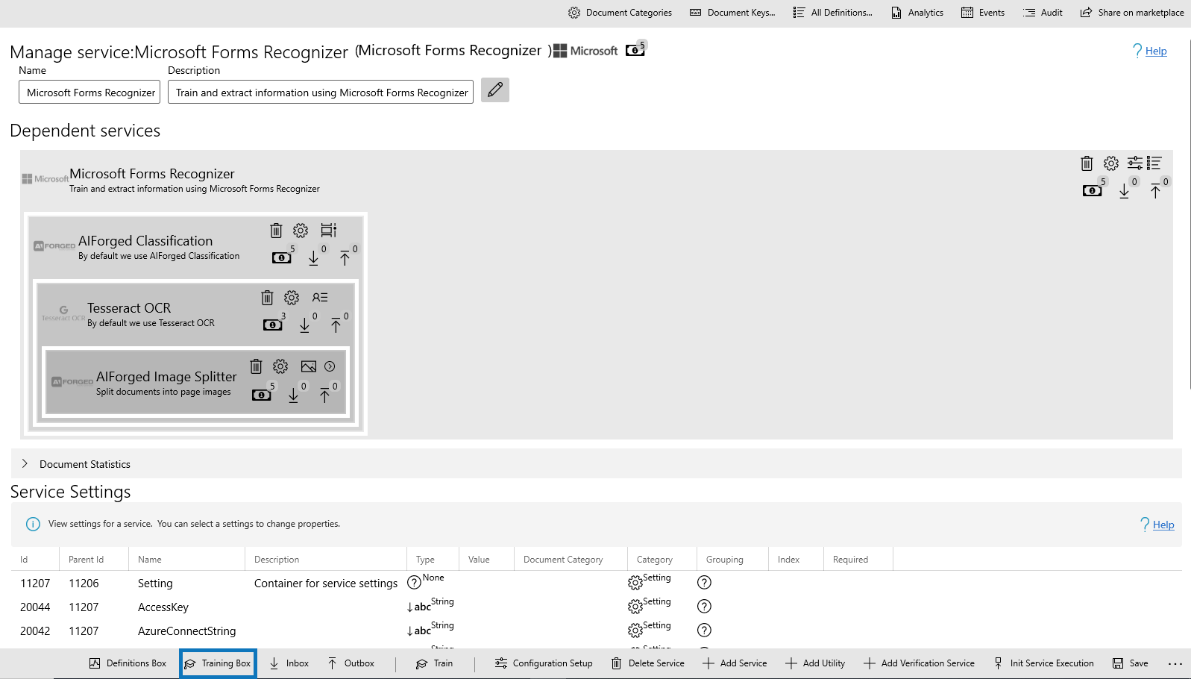 Document Categories Document Keys... All Definitions... Analytics Events Audit Share on marketplace
Manage service:Microsoft Forms Recognizer (Microsoft Forms Recognizer ) Microsoft 5
? Help
Name Description
Microsoft Forms Recognizer Train and extract information using Microsoft Forms Recognizer
Dependent services
Microsoft Microsoft Forms Recognizer
Train and extract information using Microsoft Forms Recognizer
5 0 0
AIFORGED AIForged Classification
By default we use AIForged Classification
5 0 0
Tesseract OCR Tesseract OCR
By default we use Tesseract OCR
3 0 0
AIFORGED AIForged Image Splitter
Split documents into page images
5 0 0
Document Statistics
Service Settings
View settings for a service. You can select a settings to change properties.
? Help
Id Parent Id Name Description Type Value Document Category Category Grouping Index Required
11207 11206 Setting Container for service settings None Setting
20044 11207 AccessKey abc String Setting
20042 11207 AzureConnectString abc String Setting
Definitions Box Training Box Inbox Outbox Train Configuration Setup Delete Service Add Service Add Utility Add Verification Service Init Service Execution Save ...